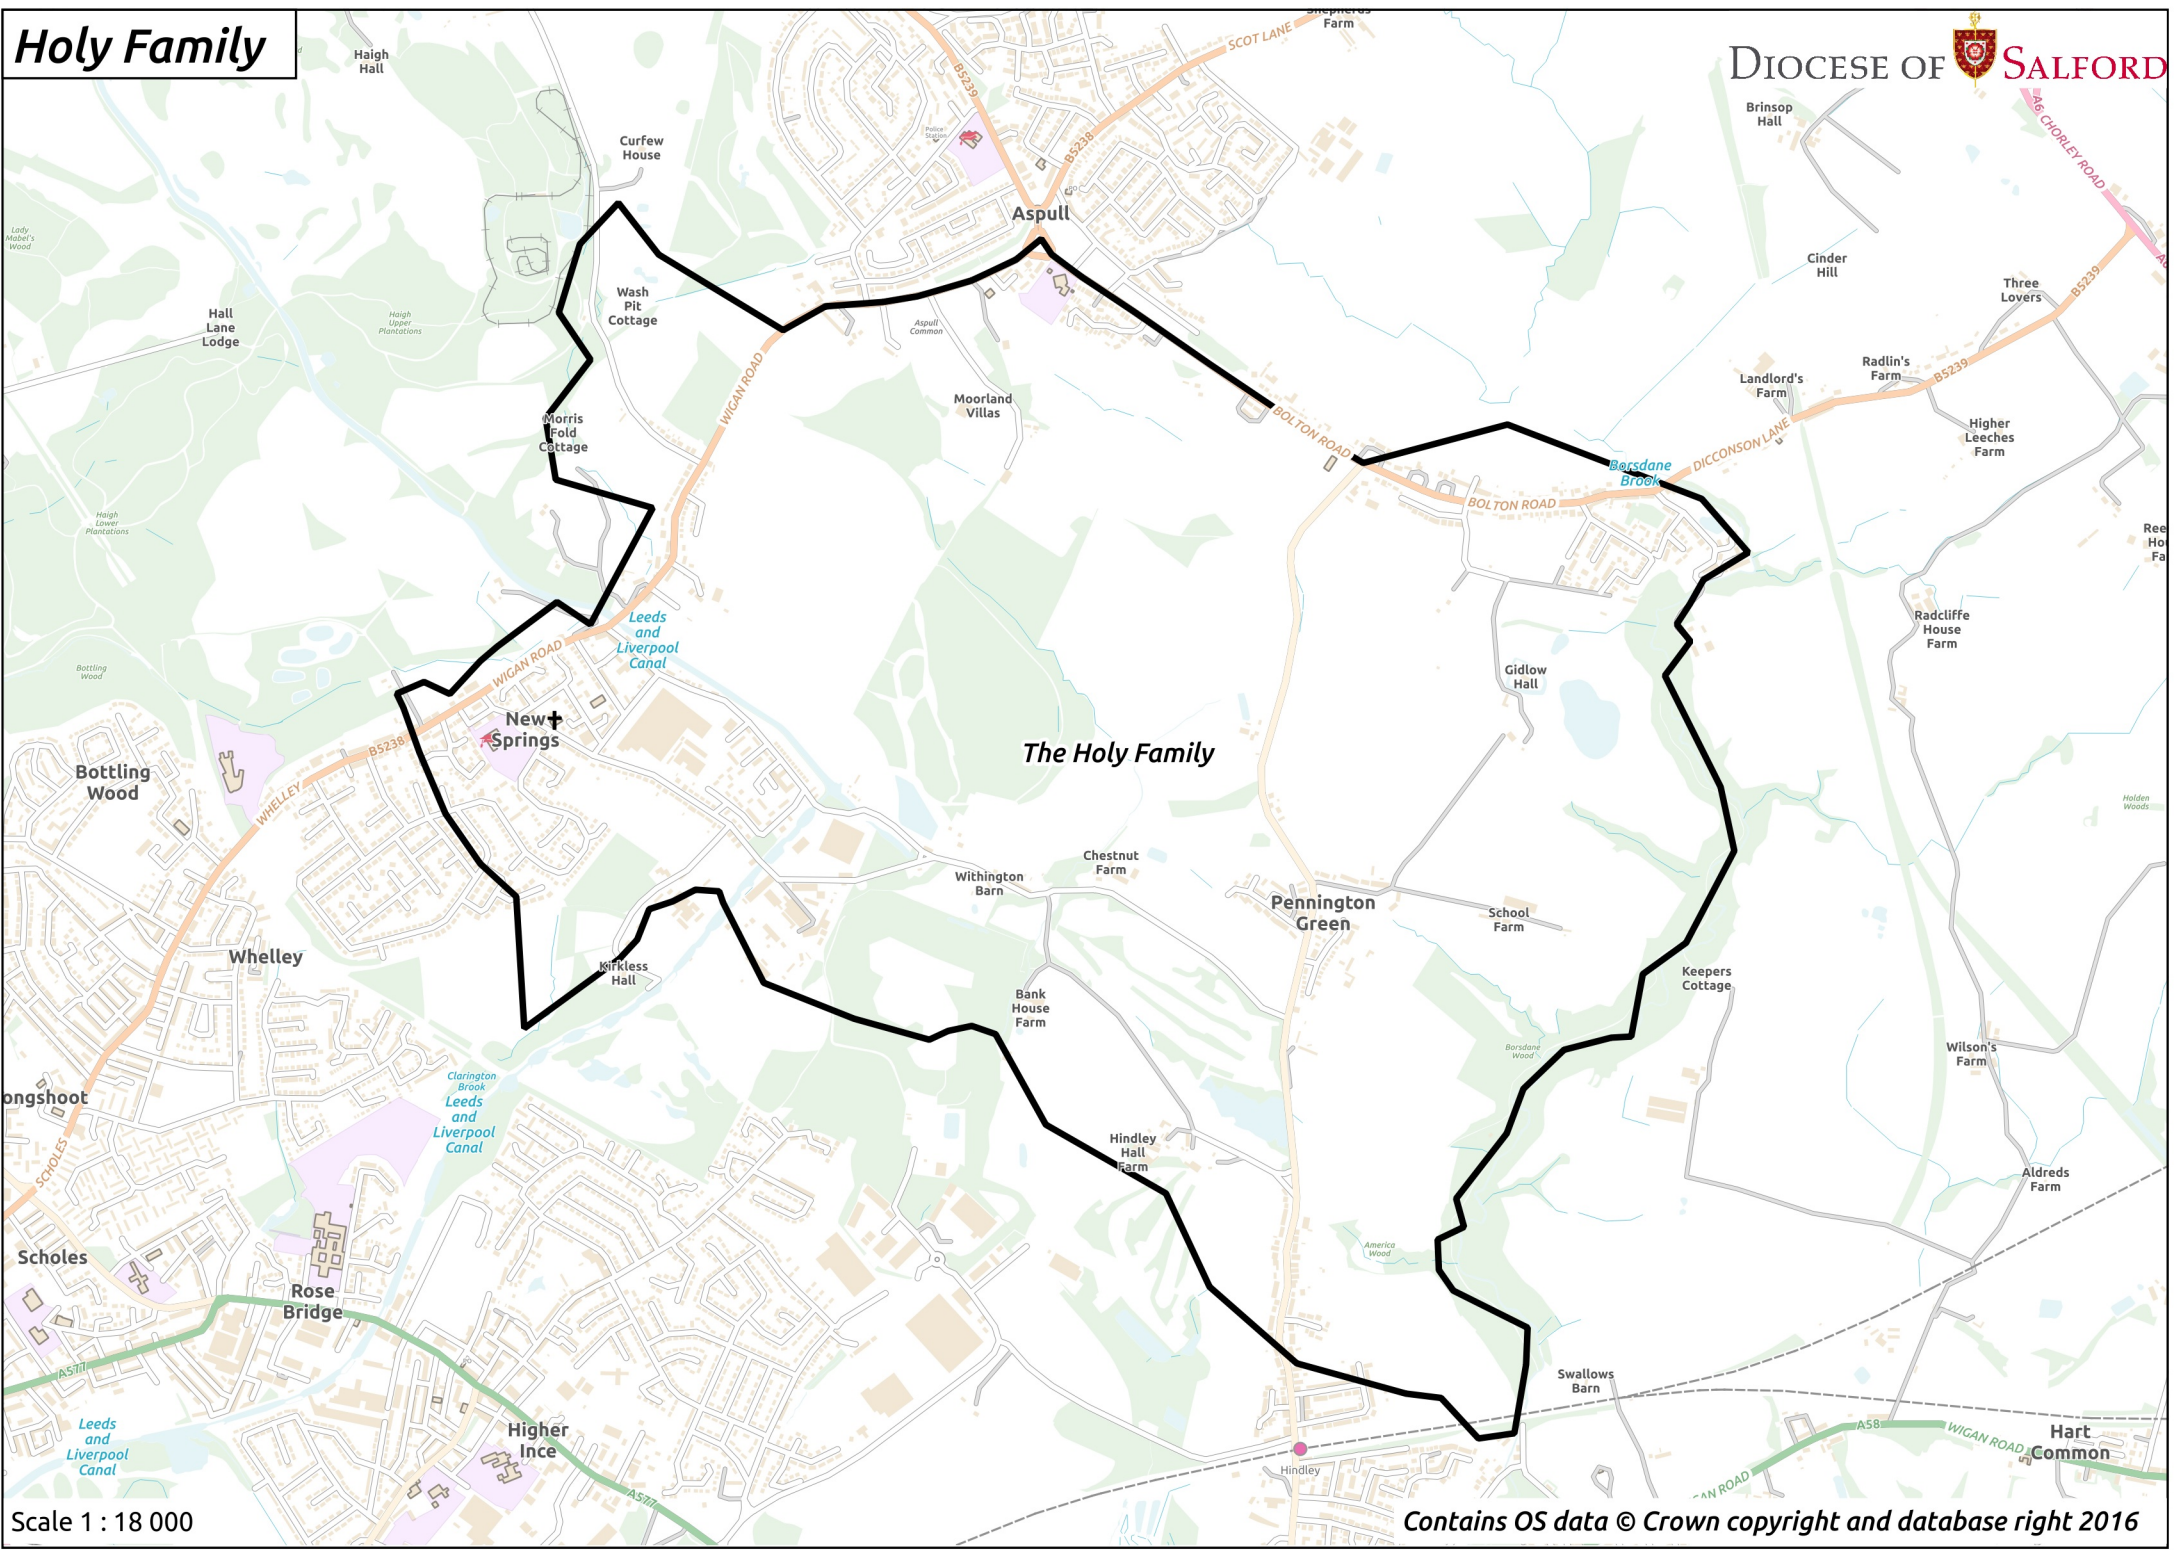 Holy Family
DIOCESE OF SALFORD
Haigh
Hall
Farm
SCOT LANE
B5239
Brinsop
Hall
A6 CHORLEY ROAD
Police
Station
Curfew
House
B5238
PO
Aspull
Lady
Mabel's
Wood
Cinder
Hill
Three
Lovers
B5239
Wash
Pit
Cottage
Hall
Lane
Lodge
Haigh
Upper
Plantations
Aspull
Common
WIGAN ROAD
Radlin's
Farm
B5239
Landlord's
Farm
Moorland
Villas
Morris
Fold
Cottage
BOLTON ROAD
DICCONSON LANE
Higher
Leeches
Farm
Borsdane
Brook
BOLTON ROAD
Haigh
Lower
Plantations
Leeds
and
Liverpool
Canal
WIGAN ROAD
Radcliffe
House
Farm
Bottling
Wood
Gidlow
Hall
New
Springs
B5238
The Holy Family
Bottling
Wood
WHELLEY
Holden
Woods
Chestnut
Farm
Withington
Barn
Pennington
Green
School
Farm
Whelley
Kirkless
Hall
Keepers
Cottage
Bank
House
Farm
Borsdane
Wood
Wilson's
Farm
Clarington
Brook
Leeds
and
Liverpool
Canal
ongshoot
SCHOLES
Hindley
Hall
Farm
Aldreds
Farm
America
Wood
Scholes
Rose
Bridge
A577
Swallows
Barn
Higher
Ince
A577
Leeds
and
Liverpool
Canal
Hindley
A58
WIGAN ROAD
Hart
Common
AN ROAD
Scale 1 : 18 000
Contains OS data © Crown copyright and database right 2016